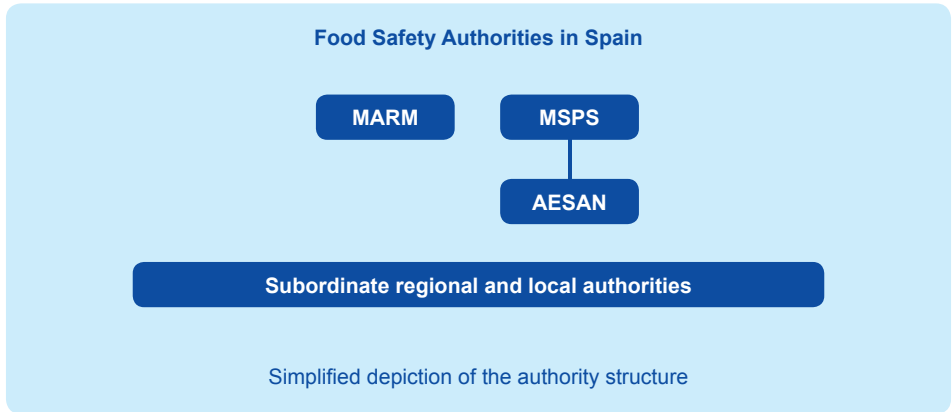 Food Safety Authorities in Spain
MARM MSPS
AESAN
Subordinate regional and local authorities
Simplified depiction of the authority structure